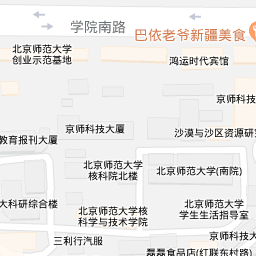 学院南路
巴依老爷新疆美食
北京师范大学
创业示范基地
鸿运时代宾馆
京师科技
京师科技大厦
沙漠与沙区资源研究
教育报刊大厦
北京师范大学
核科院北楼
北京师范大学(南院)
大科研综合楼
北京师范大学核
科学与技术学院
北京师范大学
学生生活指导室
三利行汽服
京师科技大
磊磊食品店(红联东村路)